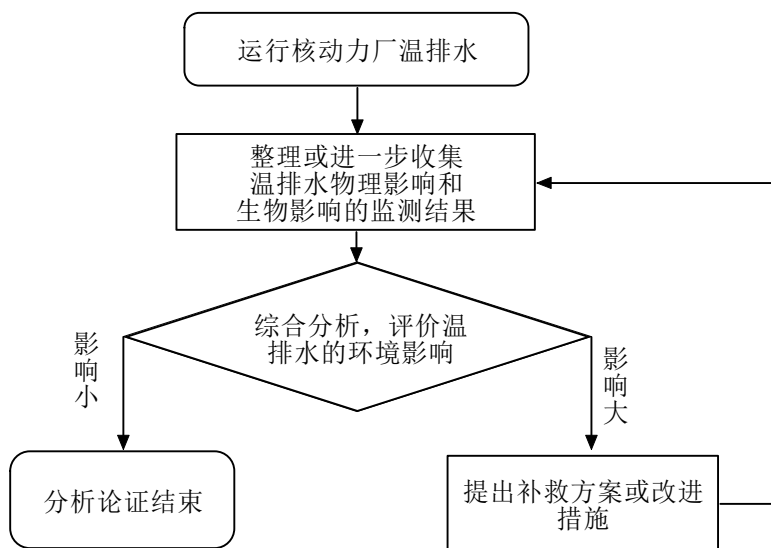 运行核动力厂温排水
整理或进一步收集
温排水物理影响和
生物影响的监测结果
综合分析，评价温
排水的环境影响
影响小
影响大
分析论证结束
提出补救方案或改进
措施